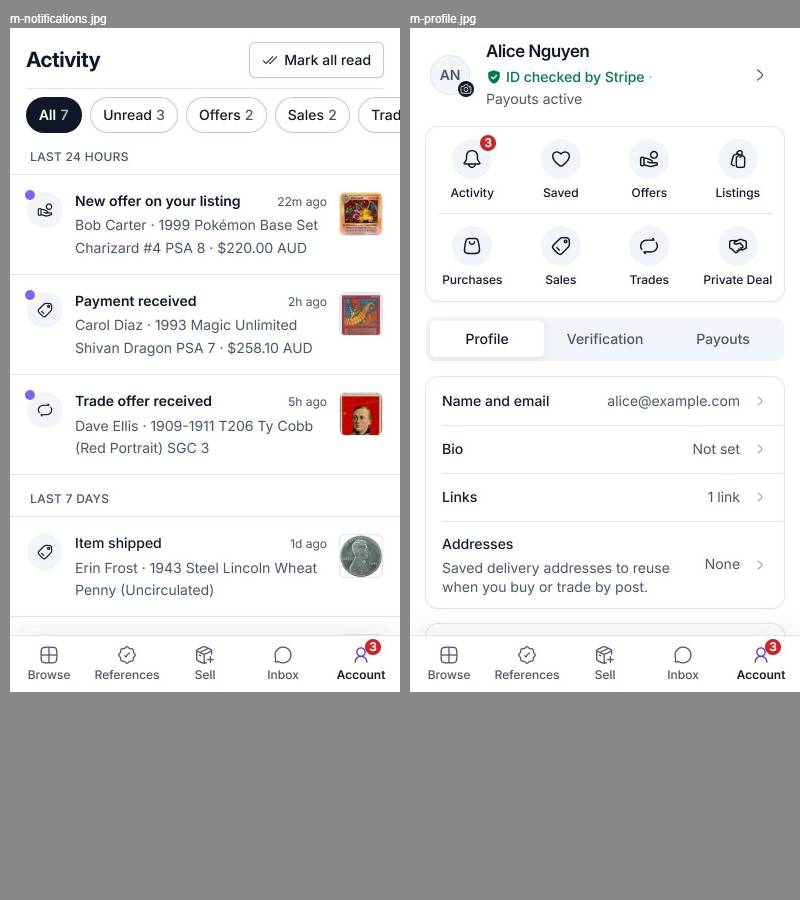 m-notifications.jpg
Activity
Mark all read
All 7
Unread 3
Offers 2
Sales 2
Trad
LAST 24 HOURS
New offer on your listing
22m ago
Bob Carter · 1999 Pokémon Base Set
Charizard #4 PSA 8 · $220.00 AUD
Payment received
2h ago
Carol Diaz · 1993 Magic Unlimited
Shivan Dragon PSA 7 · $258.10 AUD
Trade offer received
5h ago
Dave Ellis · 1909-1911 T206 Ty Cobb
(Red Portrait) SGC 3
LAST 7 DAYS
Item shipped
1d ago
Erin Frost · 1943 Steel Lincoln Wheat
Penny (Uncirculated)
Browse
References
Sell
Inbox
3
Account
m-profile.jpg
AN
Alice Nguyen
ID checked by Stripe ·
Payouts active
3
Activity
Saved
Offers
Listings
Purchases
Sales
Trades
Private Deal
Profile
Verification
Payouts
Name and email
alice@example.com
Bio
Not set
Links
1 link
Addresses
Saved delivery addresses to reuse
when you buy or trade by post.
None
Browse
References
Sell
Inbox
3
Account